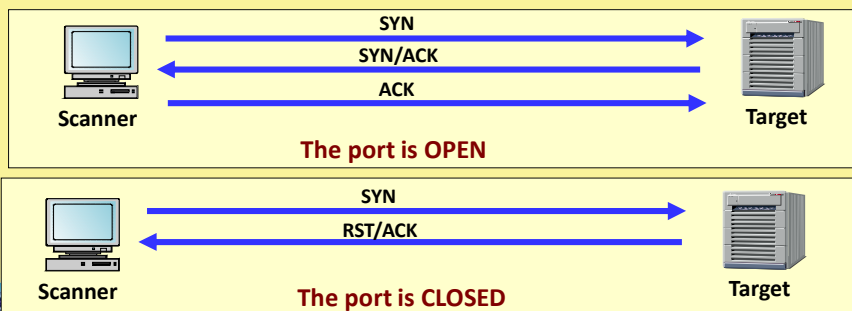 SYN
SYN/ACK
ACK
Scanner
Target
The port is OPEN
SYN
RST/ACK
Scanner
Target
The port is CLOSED